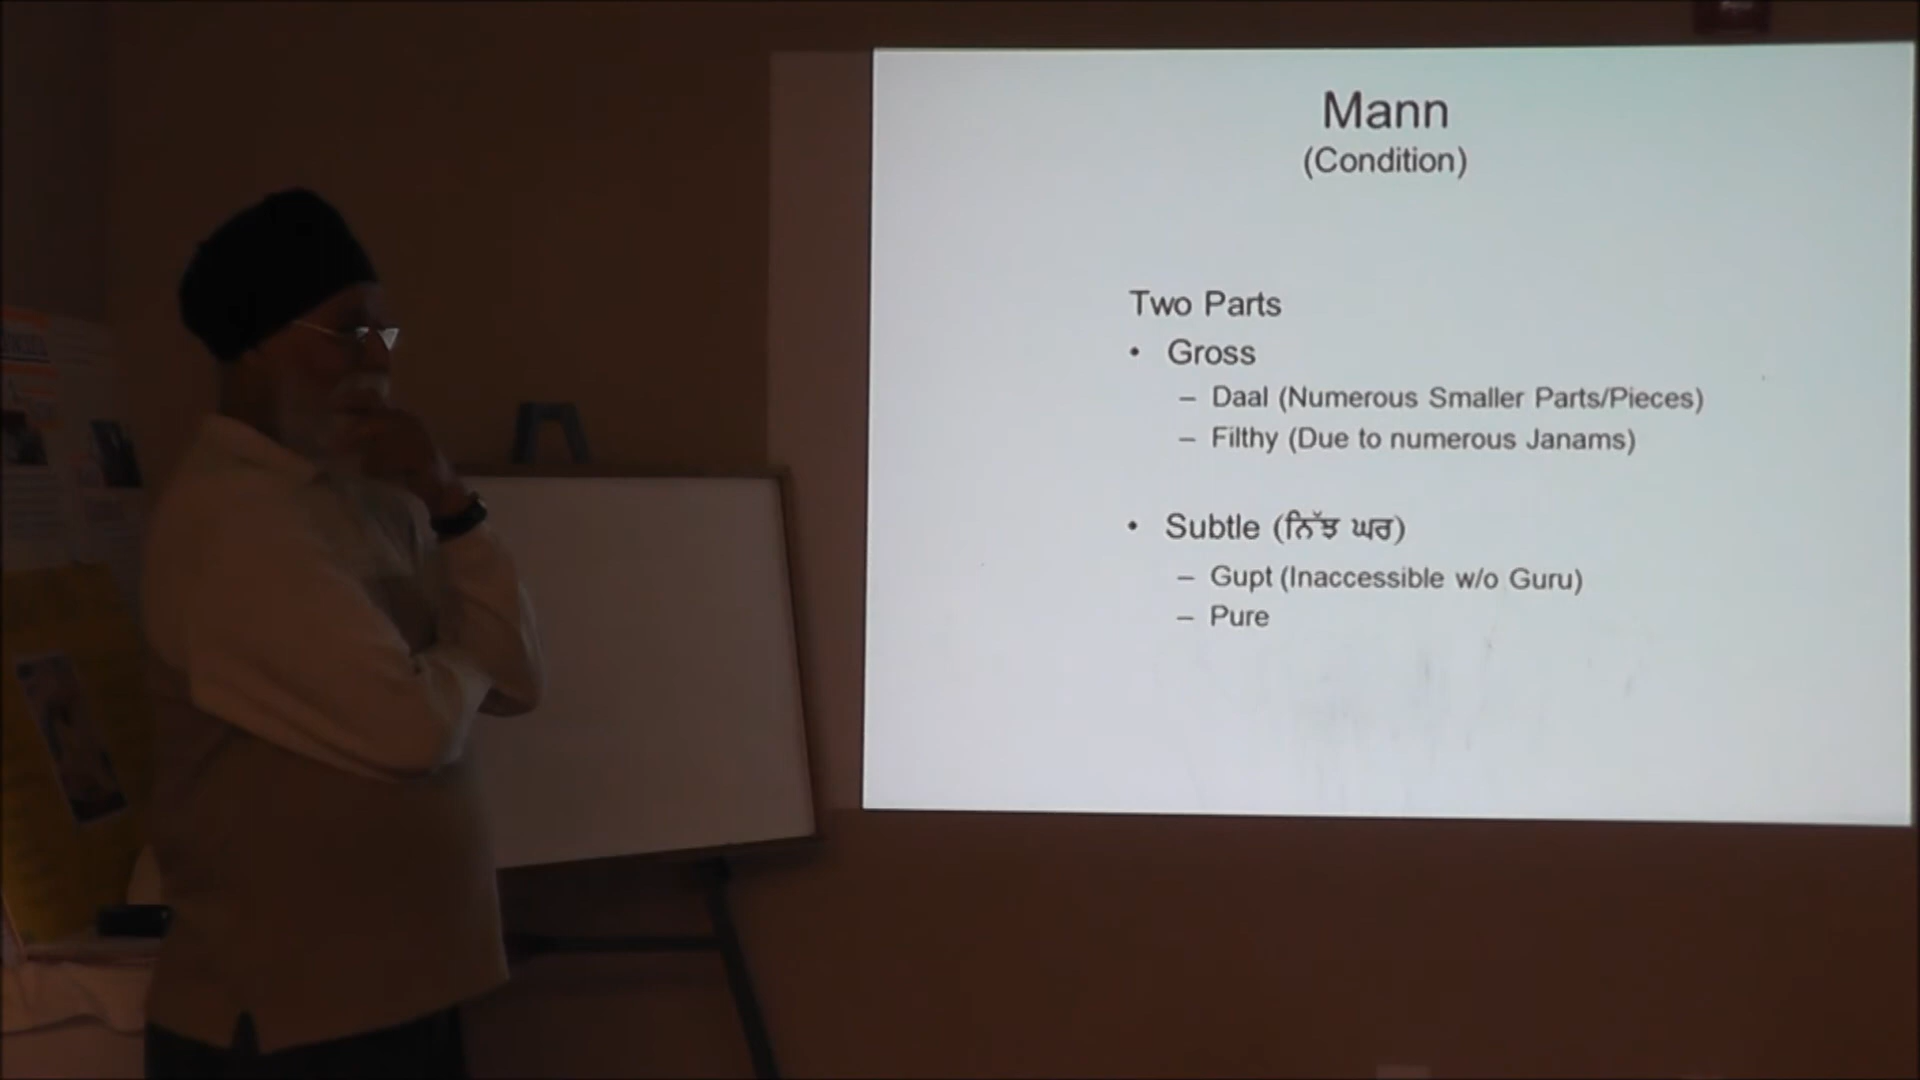 Mann
(Condition)
Two Parts
• Gross
– Daal (Numerous Smaller Parts/Pieces)
– Filthy (Due to numerous Janams)
• Subtle (ਨਿੱਝ ਘਰ)
– Gupt (Inaccessible w/o Guru)
– Pure